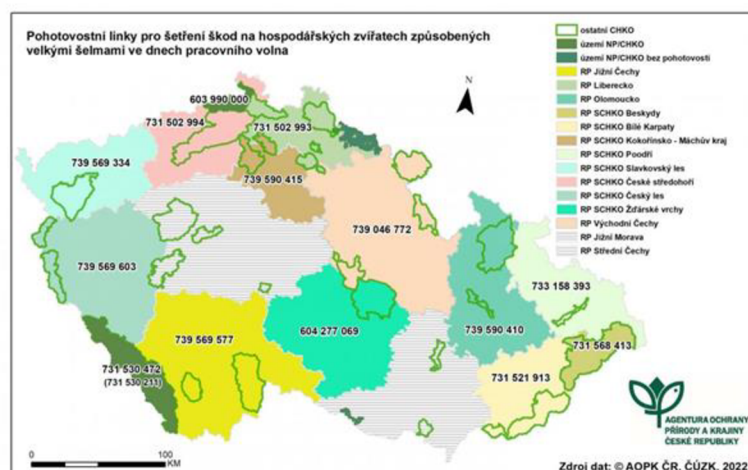 Pohotovostní linky pro šetření škod na hospodářských zvířatech způsobených
velkými šelmami ve dnech pracovního volna
ostatní CHKO
území NP/CHKO
území NP/CHKO bez pohotovosti
RP Jižní Čechy
RP Liberecko
RP Olomoucko
RP SCHKO Beskydy
RP SCHKO Bílé Karpaty
RP SCHKO Kokořínsko - Máchův kraj
RP SCHKO Poodří
RP SCHKO Slavkovský les
RP SCHKO České středohoří
RP SCHKO Český les
RP SCHKO Žďárské vrchy
RP Východní Čechy
RP Jižní Morava
RP Střední Čechy
N
603 990 000
731 502 994
731 502 993
739 569 334
739 590 415
739 046 772
739 569 603
733 158 393
739 569 577
604 277 069
739 590 410
731 568 413
731 530 472
(731 530 211)
731 521 913
AGENTURA OCHRANY
PŘÍRODY A KRAJINY
ČESKÉ REPUBLIKY
0 100
KM
Zdroj dat: © AOPK ČR, ČÚZK, 2022